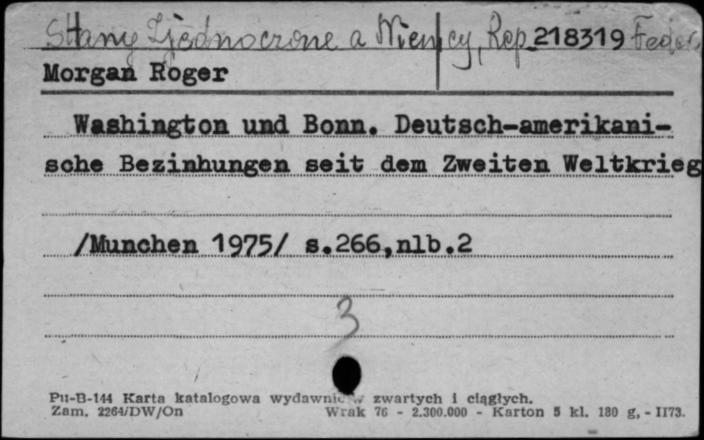 Stany Zjednoczone a Niemcy, Rep. 218319 Feder
Morgan Roger
Washington und Bonn. Deutsch-amerikani-
sche Bezinhungen seit dem Zweiten Weltkrieg
/Munchen 1975/ s.266,nlb.2
3
Pu-B-144 Karta katalogowa wydawnictw zwartych i ciągłych.
Zam. 2264/DW/On Wrak 76 - 2.300.000 - Karton 5 kl. 180 g, - II73.